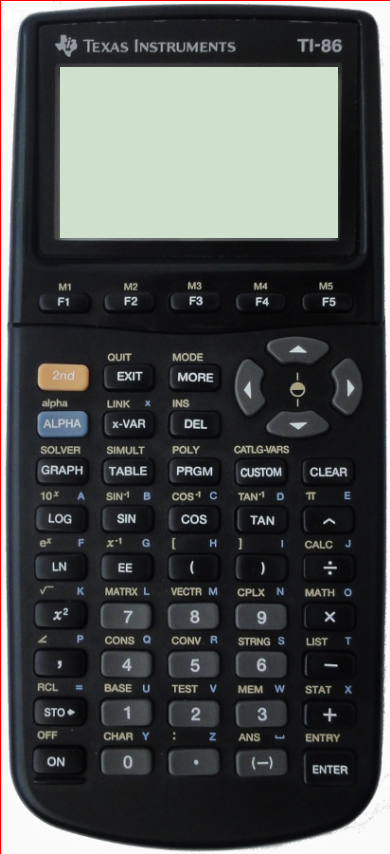 TEXAS INSTRUMENTS TI-86
M1 M2 M3 M4 M5
F1 F2 F3 F4 F5
QUIT MODE
2nd EXIT MORE
alpha LINK x INS
ALPHA x-VAR DEL
SOLVER SIMULT POLY CATLG-VARS
GRAPH TABLE PRGM CUSTOM CLEAR
10ˣ A SIN⁻¹ B COS⁻¹ C TAN⁻¹ D π E
LOG SIN COS TAN ^
eˣ F x⁻¹ G [ H ] I CALC J
LN EE ( ) ÷
√ K MATRX L VECTR M CPLX N MATH O
x² 7 8 9 ×
∠ P CONS Q CONV R STRNG S LIST T
, 4 5 6 −
RCL = BASE U TEST V MEM W STAT X
STO▸ 1 2 3 +
OFF CHAR Y : Z ANS ⎵ ENTRY
ON 0 . (−) ENTER